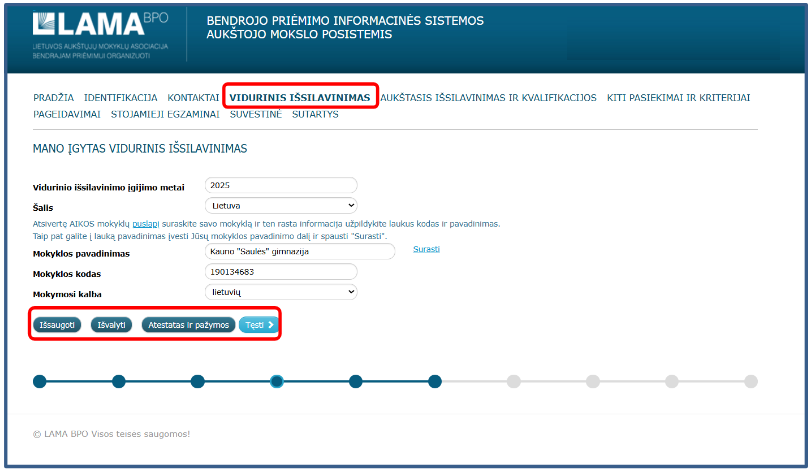 LAMA BPO
LIETUVOS AUKŠTŲJŲ MOKYKLŲ ASOCIACIJA
BENDRAJAM PRIĖMIMUI ORGANIZUOTI
BENDROJO PRIĖMIMO INFORMACINĖS SISTEMOS
AUKŠTOJO MOKSLO POSISTEMIS
PRADŽIA IDENTIFIKACIJA KONTAKTAI VIDURINIS IŠSILAVINIMAS AUKŠTASIS IŠSILAVINIMAS IR KVALIFIKACIJOS KITI PASIEKIMAI IR KRITERIJAI
PAGEIDAVIMAI STOJAMIEJI EGZAMINAI SUVESTINĖ SUTARTYS
MANO ĮGYTAS VIDURINIS IŠSILAVINIMAS
Vidurinio išsilavinimo įgijimo metai 2025
Šalis Lietuva
Atsivertę AIKOS mokyklų puslapį suraskite savo mokyklą ir ten rasta informacija užpildykite laukus kodas ir pavadinimas.
Taip pat galite į lauką pavadinimas įvesti Jūsų mokyklos pavadinimo dalį ir spausti "Surasti".
Mokyklos pavadinimas Kauno "Saulės" gimnazija Surasti
Mokyklos kodas 190134683
Mokymosi kalba lietuvių
Išsaugoti Išvalyti Atestatas ir pažymos Tęsti
© LAMA BPO Visos teisės saugomos!